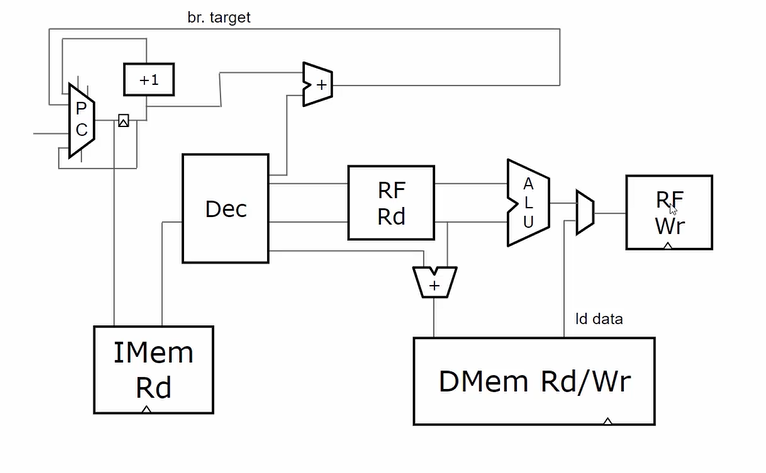 br. target
+1
+
P
C
Dec
RF
Rd
A
L
U
RF
Wr
+
ld data
IMem
Rd
DMem Rd/Wr